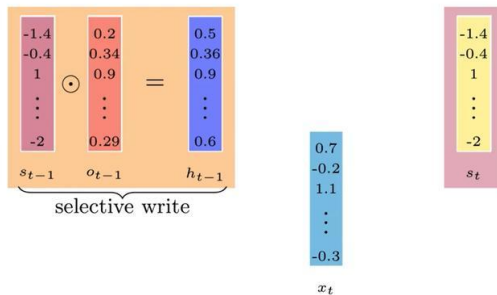 -1.4 0.2 0.5 -1.4
-0.4 0.34 0.36 -0.4
1 ⊙ 0.9 = 0.9 1
⋮ ⋮ ⋮ ⋮
-2 0.29 0.6 -2
s_{t−1} o_{t−1} h_{t−1} s_t
selective write
0.7
-0.2
1.1
⋮
-0.3
x_t